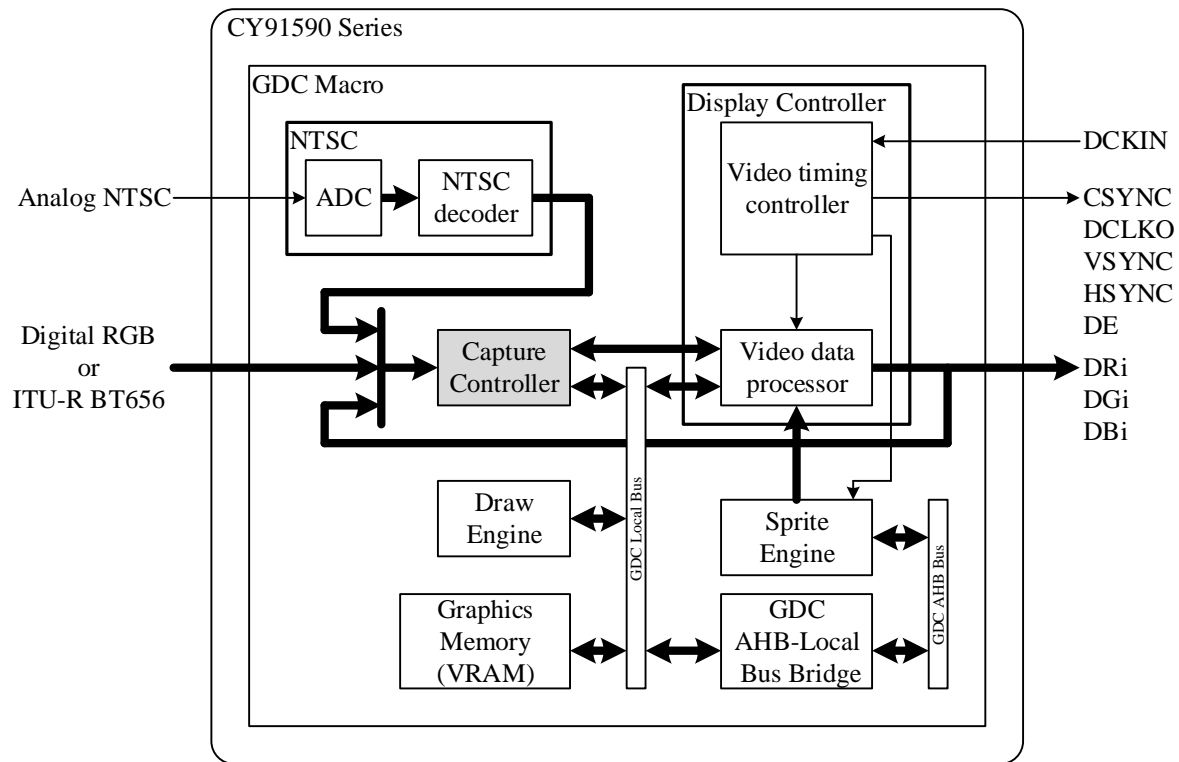 CY91590 Series
GDC Macro
Display Controller
NTSC
ADC
NTSC
decoder
Video timing
controller
Analog NTSC
DCKIN
CSYNC
DCLKO
VSYNC
HSYNC
DE
Digital RGB
or
ITU-R BT656
Capture
Controller
Video data
processor
DRi
DGi
DBi
Draw
Engine
GDC Local Bus
Sprite
Engine
GDC AHB Bus
Graphics
Memory
(VRAM)
GDC
AHB-Local
Bus Bridge